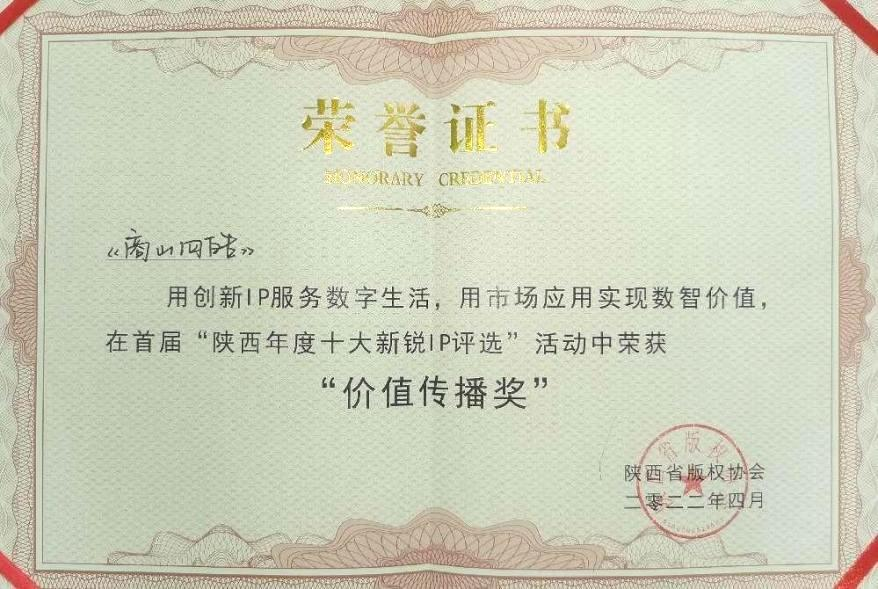 荣誉证书
HONORARY CREDENTIAL
《商山四皓》
用创新IP服务数字生活，用市场应用实现数智价值，
在首届“陕西年度十大新锐IP评选”活动中荣获
“价值传播奖”
陕西省版权协会
二零二二年四月